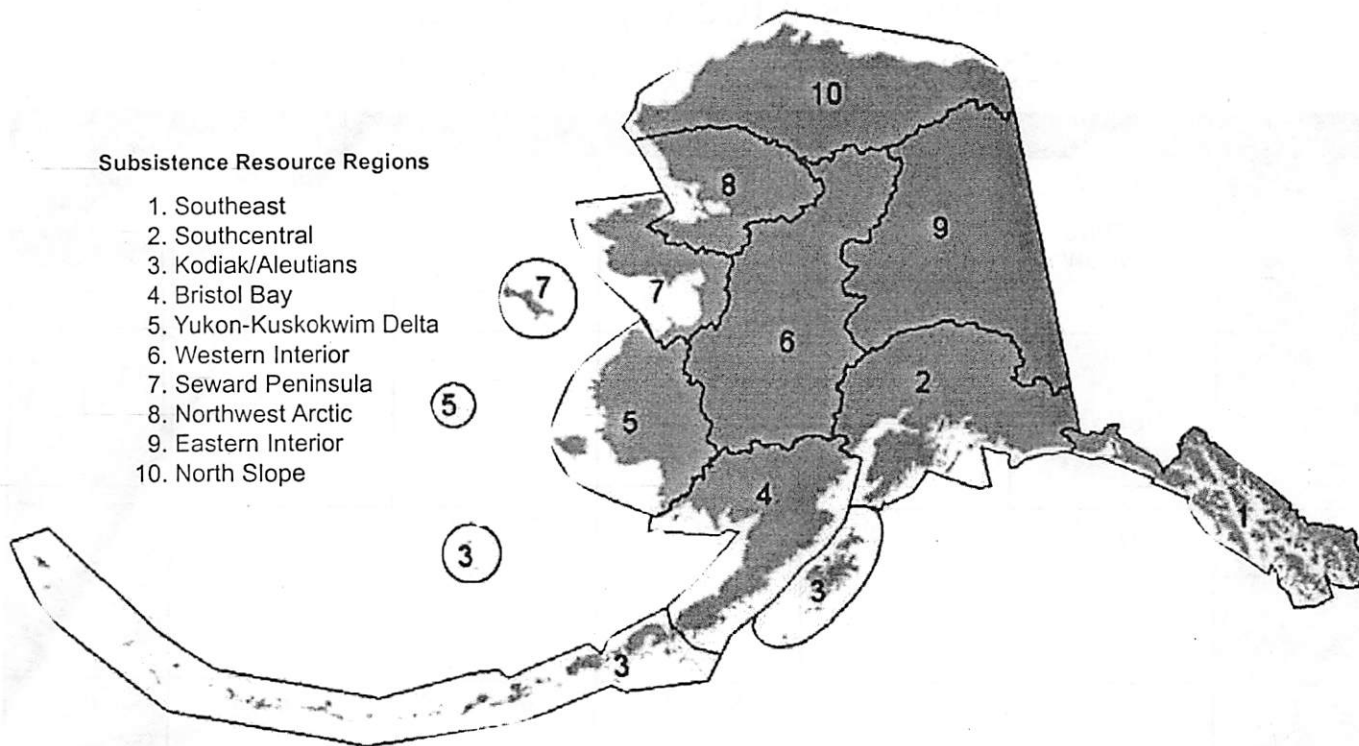 Subsistence Resource Regions
1. Southeast
2. Southcentral
3. Kodiak/Aleutians
4. Bristol Bay
5. Yukon-Kuskokwim Delta
6. Western Interior
7. Seward Peninsula
8. Northwest Arctic
9. Eastern Interior
10. North Slope
10
8
9
7
7
6
2
5
5
4
1
3
3
3